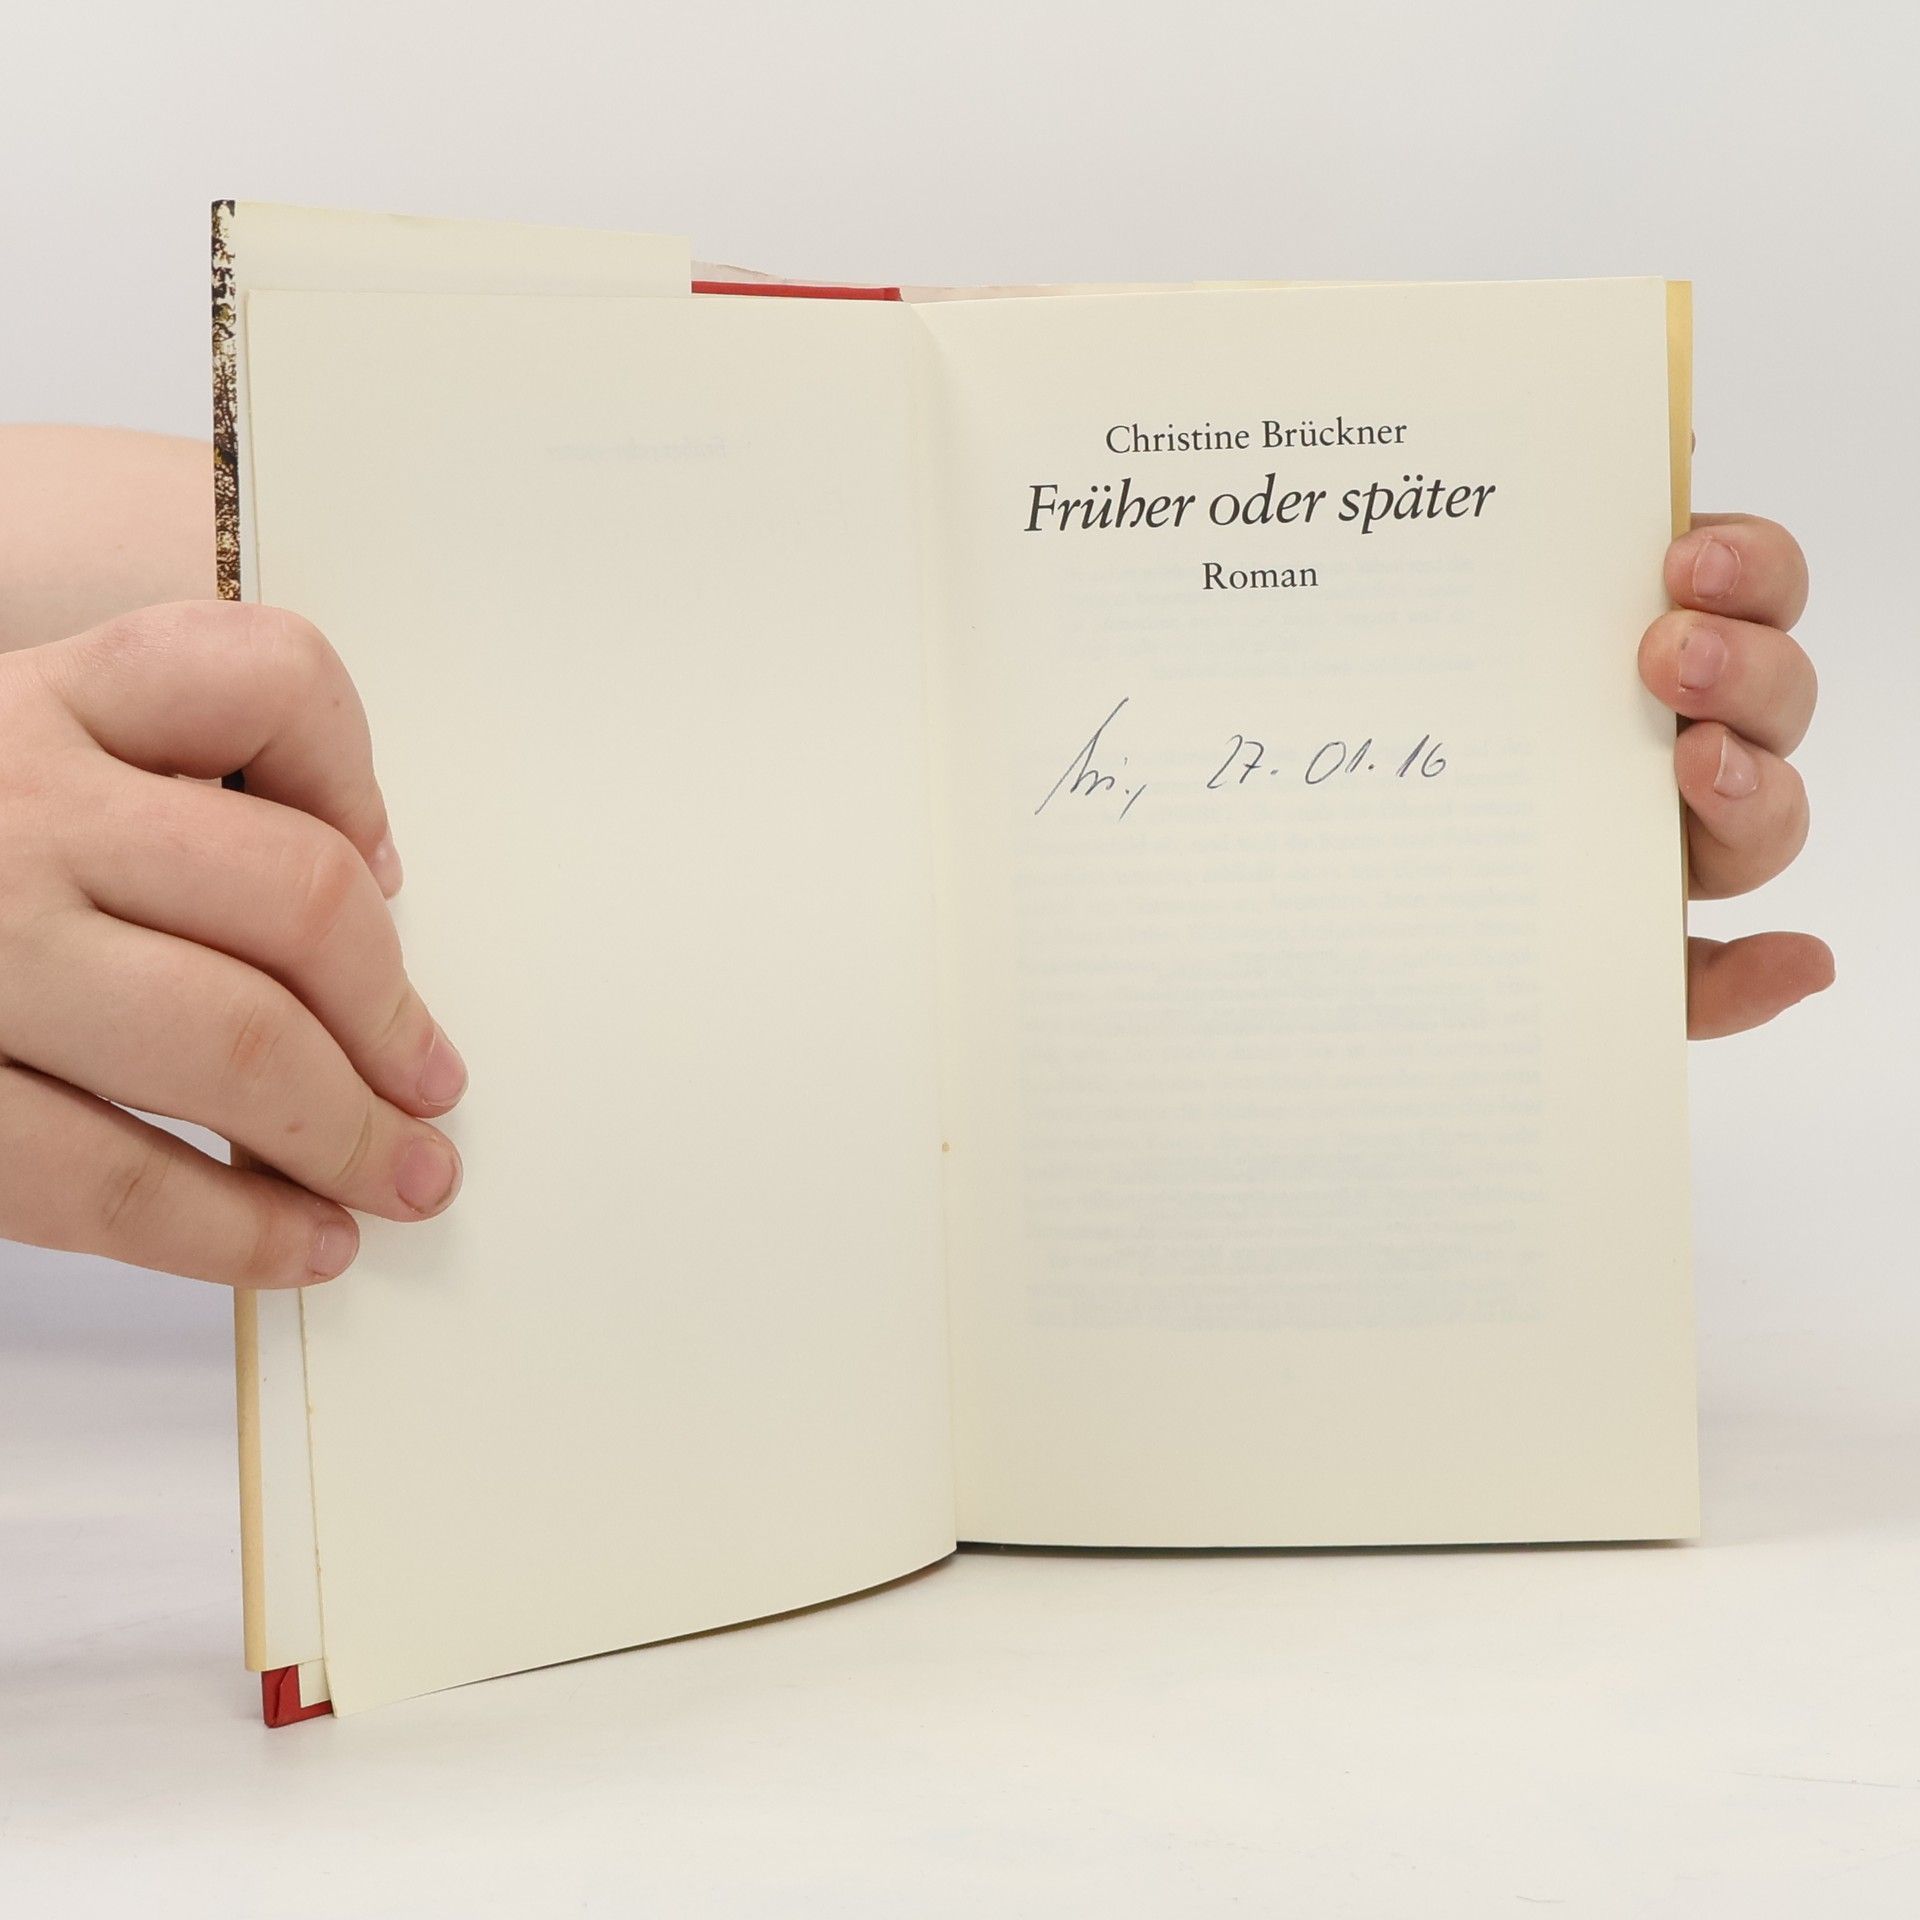 Christine Brückner
Früher oder später
Roman
27. 01. 16